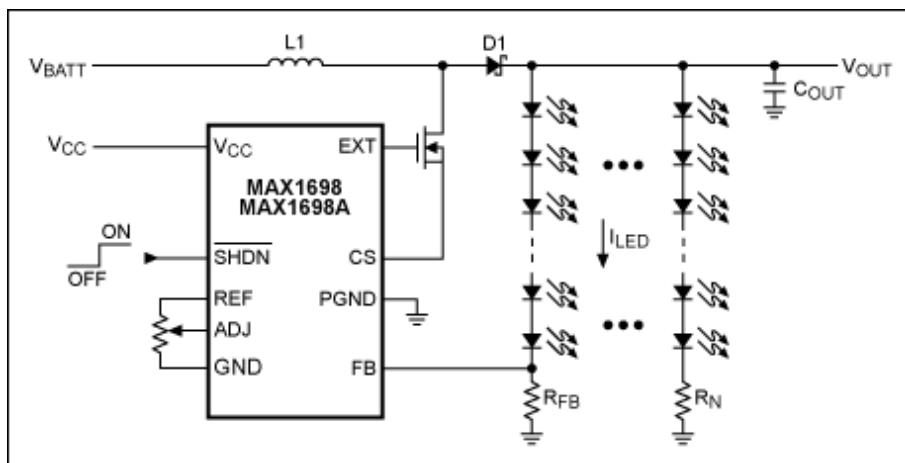 L1
D1
VBATT
VOUT
COUT
VCC
VCC
EXT
MAX1698
MAX1698A
ILED
ON
OFF
SHDN
CS
REF
PGND
ADJ
GND
FB
RFB
RN